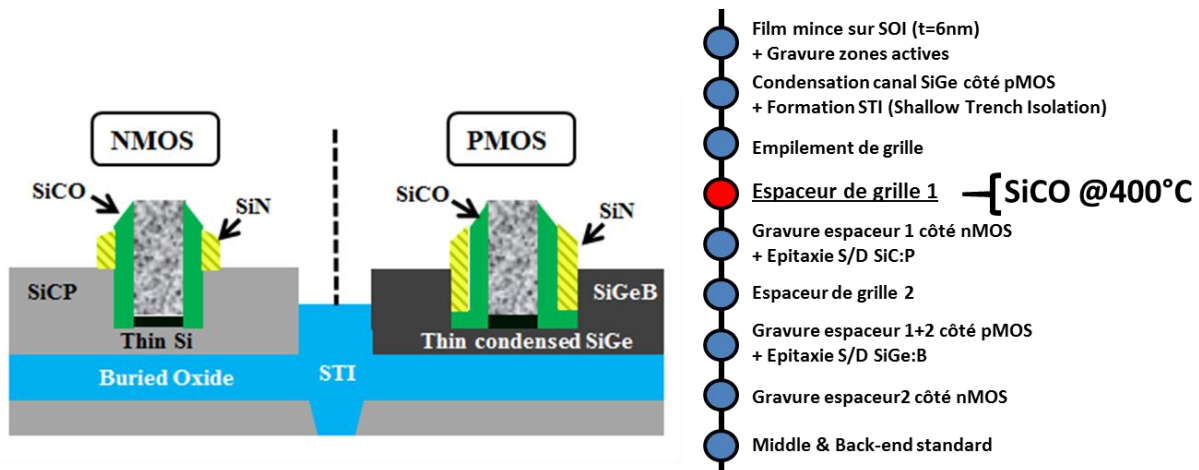 NMOS
PMOS
SiCO
SiN
SiCO
SiN
SiCP
SiGeB
Thin Si
Thin condensed SiGe
Buried Oxide
STI
Film mince sur SOI (t=6nm)
+ Gravure zones actives
Condensation canal SiGe côté pMOS
+ Formation STI (Shallow Trench Isolation)
Empilement de grille
Espaceur de grille 1
SiCO @400°C
Gravure espaceur 1 côté nMOS
+ Epitaxie S/D SiC:P
Espaceur de grille 2
Gravure espaceur 1+2 côté pMOS
+ Epitaxie S/D SiGe:B
Gravure espaceur2 côté nMOS
Middle & Back-end standard